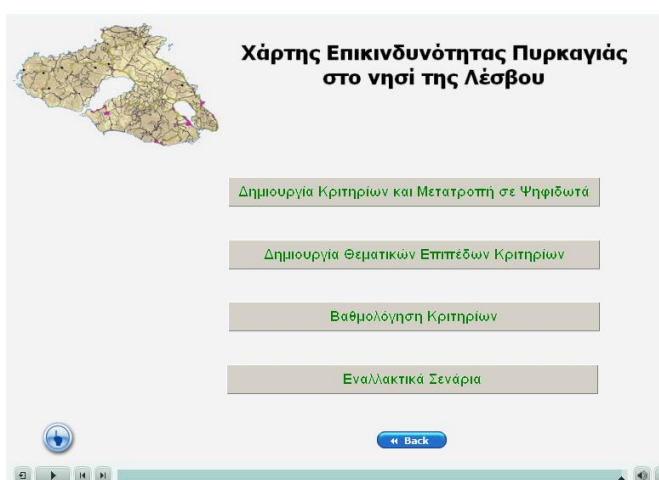 Χάρτης Επικινδυνότητας Πυρκαγιάς
στο νησί της Λέσβου
Δημιουργία Κριτηρίων και Μετατροπή σε Ψηφιδωτά
Δημιουργία Θεματικών Επιπέδων Κριτηρίων
Βαθμολόγηση Κριτηρίων
Εναλλακτικά Σενάρια
Back